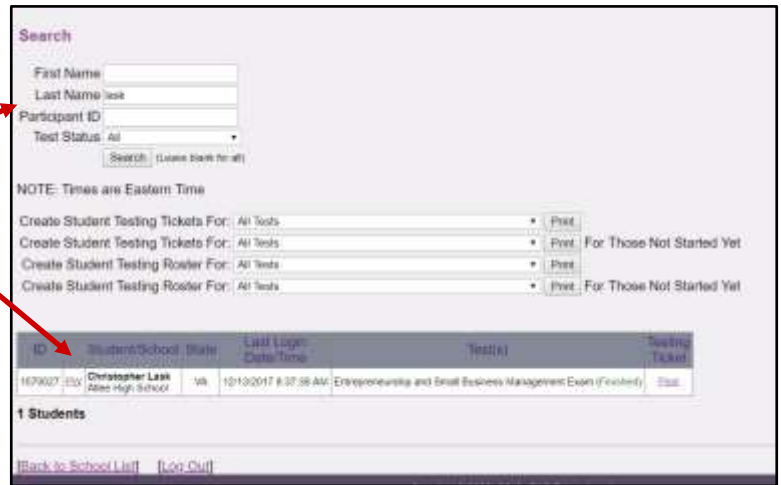 Search
First Name
Last Name lask
Participant ID
Test Status All
Search (Leave blank for all)
NOTE: Times are Eastern Time
Create Student Testing Tickets For: All Tests Print
Create Student Testing Tickets For: All Tests Print For Those Not Started Yet
Create Student Testing Roster For: All Tests Print
Create Student Testing Roster For: All Tests Print For Those Not Started Yet
ID Student/School State Last Login Date/Time Test(s) Testing Ticket
1679027 Christopher Lask Atlee High School VA 12/13/2017 8:37:58 AM Entrepreneurship and Small Business Management Exam (Finished) Print
1 Students
[Back to School List] [Log Out]